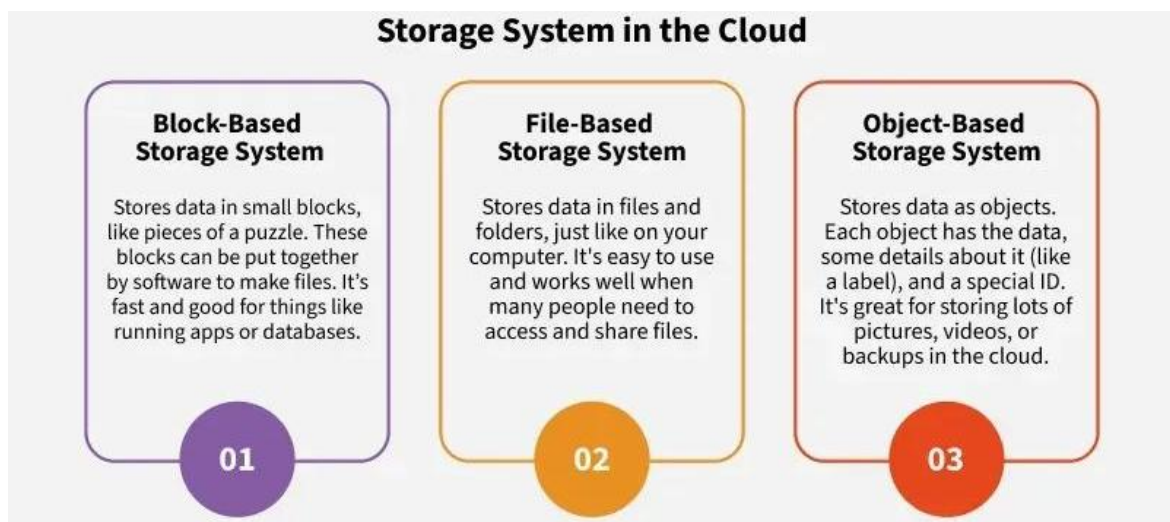 Storage System in the Cloud
Block-Based
Storage System
Stores data in small blocks,
like pieces of a puzzle. These
blocks can be put together
by software to make files. It's
fast and good for things like
running apps or databases.
01
File-Based
Storage System
Stores data in files and
folders, just like on your
computer. It's easy to use
and works well when
many people need to
access and share files.
02
Object-Based
Storage System
Stores data as objects.
Each object has the data,
some details about it (like
a label), and a special ID.
It's great for storing lots of
pictures, videos, or
backups in the cloud.
03